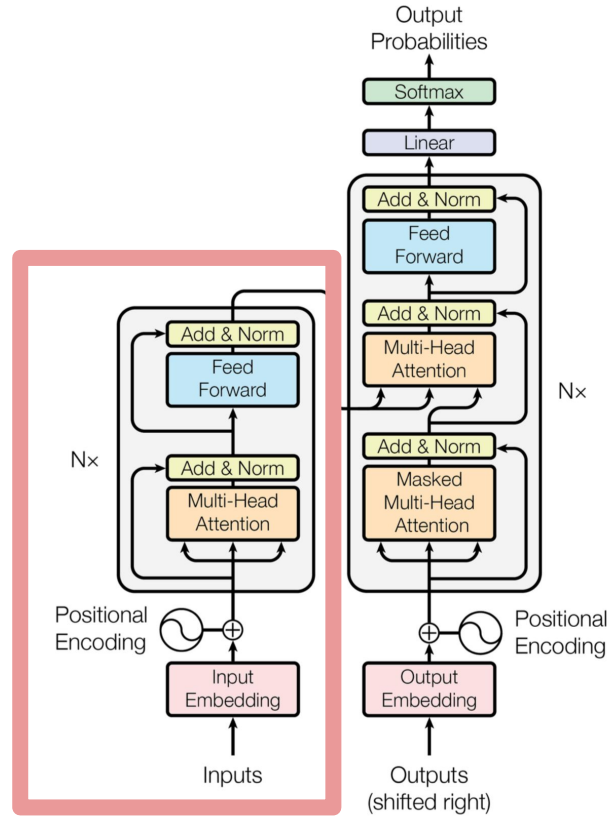 Output
Probabilities
Softmax
Linear
Add & Norm
Feed
Forward
Add & Norm
Multi-Head
Attention
Add & Norm
Masked
Multi-Head
Attention
Nx
Positional
Encoding
Output
Embedding
Outputs
(shifted right)
Add & Norm
Feed
Forward
Add & Norm
Multi-Head
Attention
Nx
Positional
Encoding
Input
Embedding
Inputs